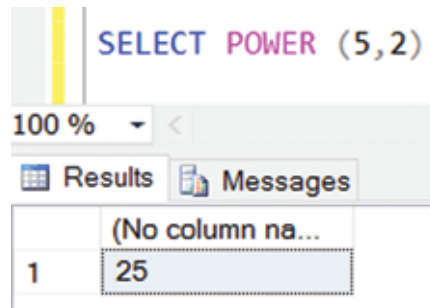 SELECT POWER (5,2)
100 %
Results Messages
(No column na...
1 25